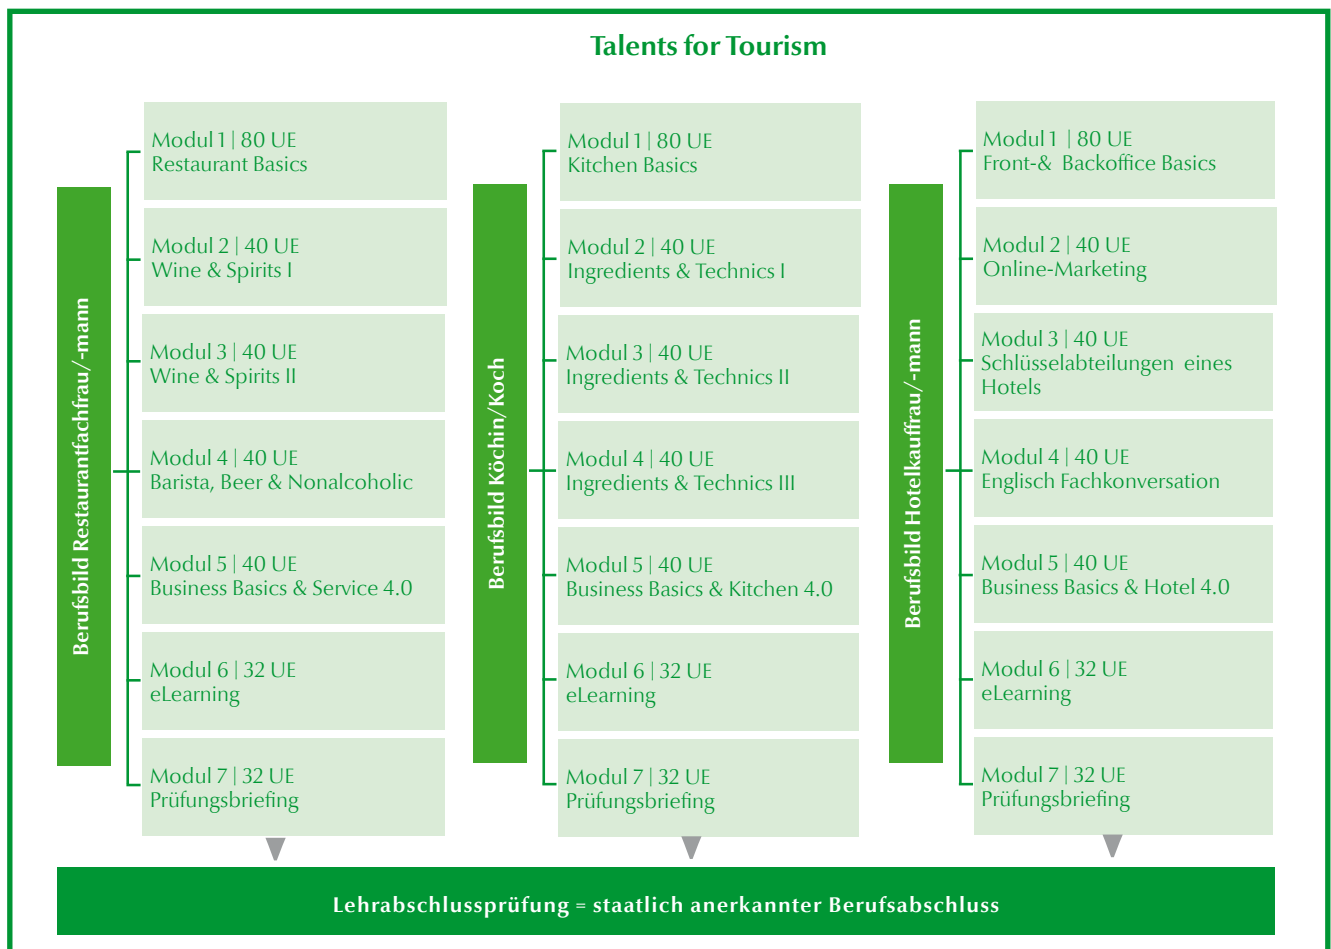 Talents for Tourism
Berufsbild Restaurantfachfrau/-mann
Modul 1 | 80 UE
Restaurant Basics
Modul 2 | 40 UE
Wine & Spirits I
Modul 3 | 40 UE
Wine & Spirits II
Modul 4 | 40 UE
Barista, Beer & Nonalcoholic
Modul 5 | 40 UE
Business Basics & Service 4.0
Modul 6 | 32 UE
eLearning
Modul 7 | 32 UE
Prüfungsbriefing
Berufsbild Köchin/Koch
Modul 1 | 80 UE
Kitchen Basics
Modul 2 | 40 UE
Ingredients & Technics I
Modul 3 | 40 UE
Ingredients & Technics II
Modul 4 | 40 UE
Ingredients & Technics III
Modul 5 | 40 UE
Business Basics & Kitchen 4.0
Modul 6 | 32 UE
eLearning
Modul 7 | 32 UE
Prüfungsbriefing
Berufsbild Hotelkauffrau/-mann
Modul 1 | 80 UE
Front-& Backoffice Basics
Modul 2 | 40 UE
Online-Marketing
Modul 3 | 40 UE
Schlüsselabteilungen eines
Hotels
Modul 4 | 40 UE
Englisch Fachkonversation
Modul 5 | 40 UE
Business Basics & Hotel 4.0
Modul 6 | 32 UE
eLearning
Modul 7 | 32 UE
Prüfungsbriefing
Lehrabschlussprüfung = staatlich anerkannter Berufsabschluss